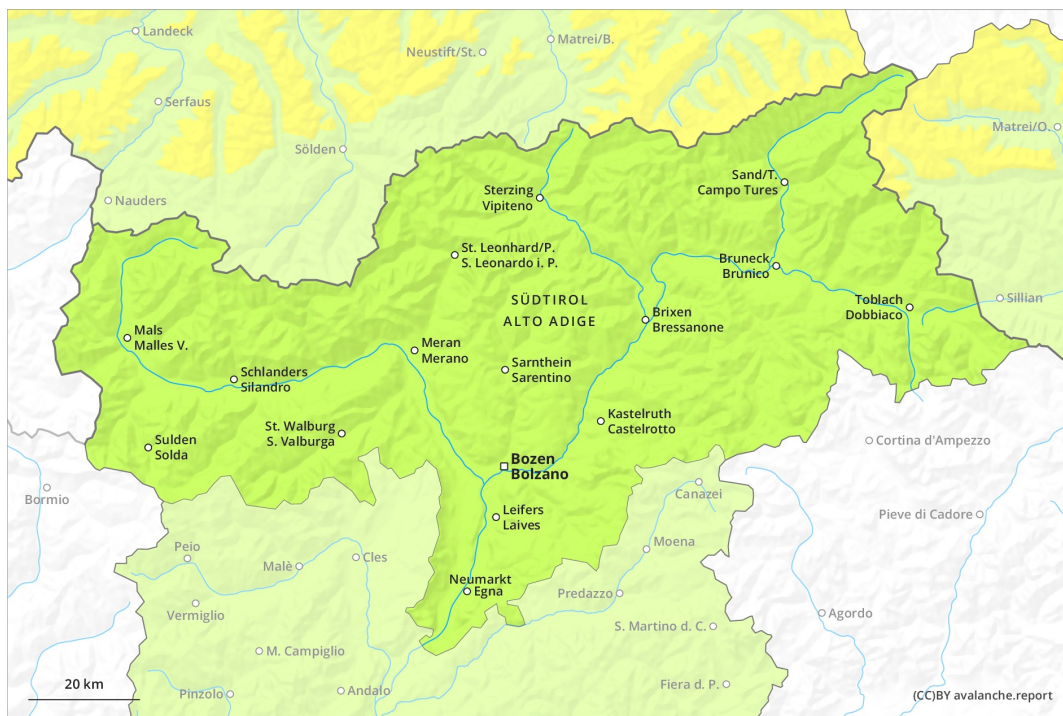 Landeck
Matrei/B.
Neustift/St.
Serfaus
Matrei/O.
Sölden
Sand/T.
Campo Tures
Sterzing
Vipiteno
Nauders
St. Leonhard/P.
S. Leonardo i. P.
Bruneck
Brunico
SÜDTIROL
ALTO ADIGE
Toblach
Dobbiaco
Sillian
Brixen
Bressanone
Mals
Malles V.
Meran
Merano
Sarnthein
Sarentino
Schlanders
Silandro
Kastelruth
Castelrotto
St. Walburg
S. Valburga
Sulden
Solda
Cortina d'Ampezzo
Bozen
Bolzano
Bormio
Canazei
Leifers
Laives
Pieve di Cadore
Peio
Moena
Cles
Malè
Neumarkt
Egna
Predazzo
Vermiglio
Agordo
S. Martino d. C.
M. Campiglio
20 km
Pinzolo
Andalo
Fiera d. P.
(CC)BY avalanche.report